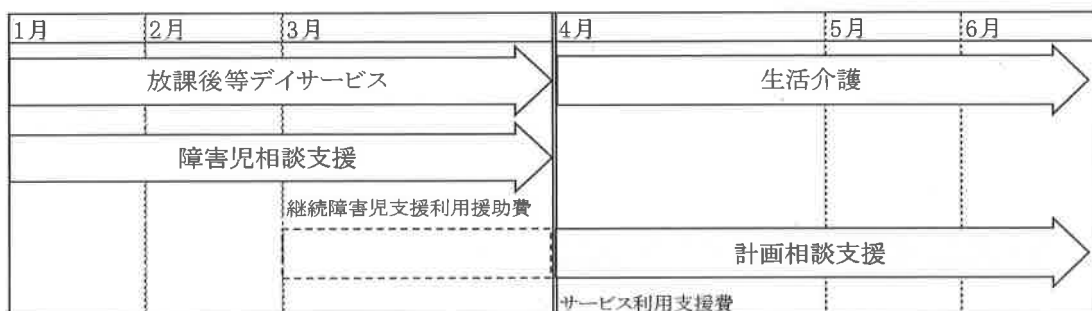 1月 2月 3月 4月 5月 6月
放課後等デイサービス 生活介護
障害児相談支援
継続障害児支援利用援助費
計画相談支援
サービス利用支援費